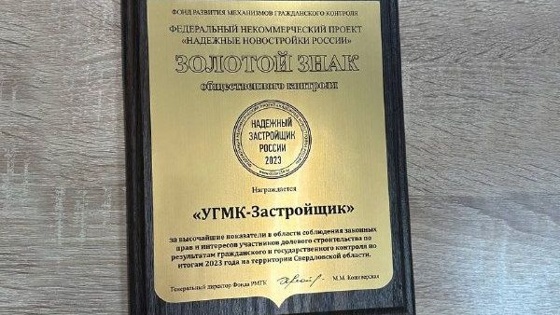 ФОНД РАЗВИТИЯ МЕХАНИЗМОВ ГРАЖДАНСКОГО КОНТРОЛЯ
ФЕДЕРАЛЬНЫЙ НЕКОММЕРЧЕСКИЙ ПРОЕКТ
«НАДЕЖНЫЕ НОВОСТРОЙКИ РОССИИ»
ЗОЛОТОЙ ЗНАК
общественного контроля
НАДЕЖНЫЙ
ЗАСТРОЙЩИК
РОССИИ
2023
Награждается
«УГМК-Застройщик»
за высочайшие показатели в области соблюдения законных
прав и интересов участников долевого строительства по
результатам гражданского и государственного контроля по
итогам 2023 года на территории Свердловской области.
Генеральный директор Фонда РМГК М.М.